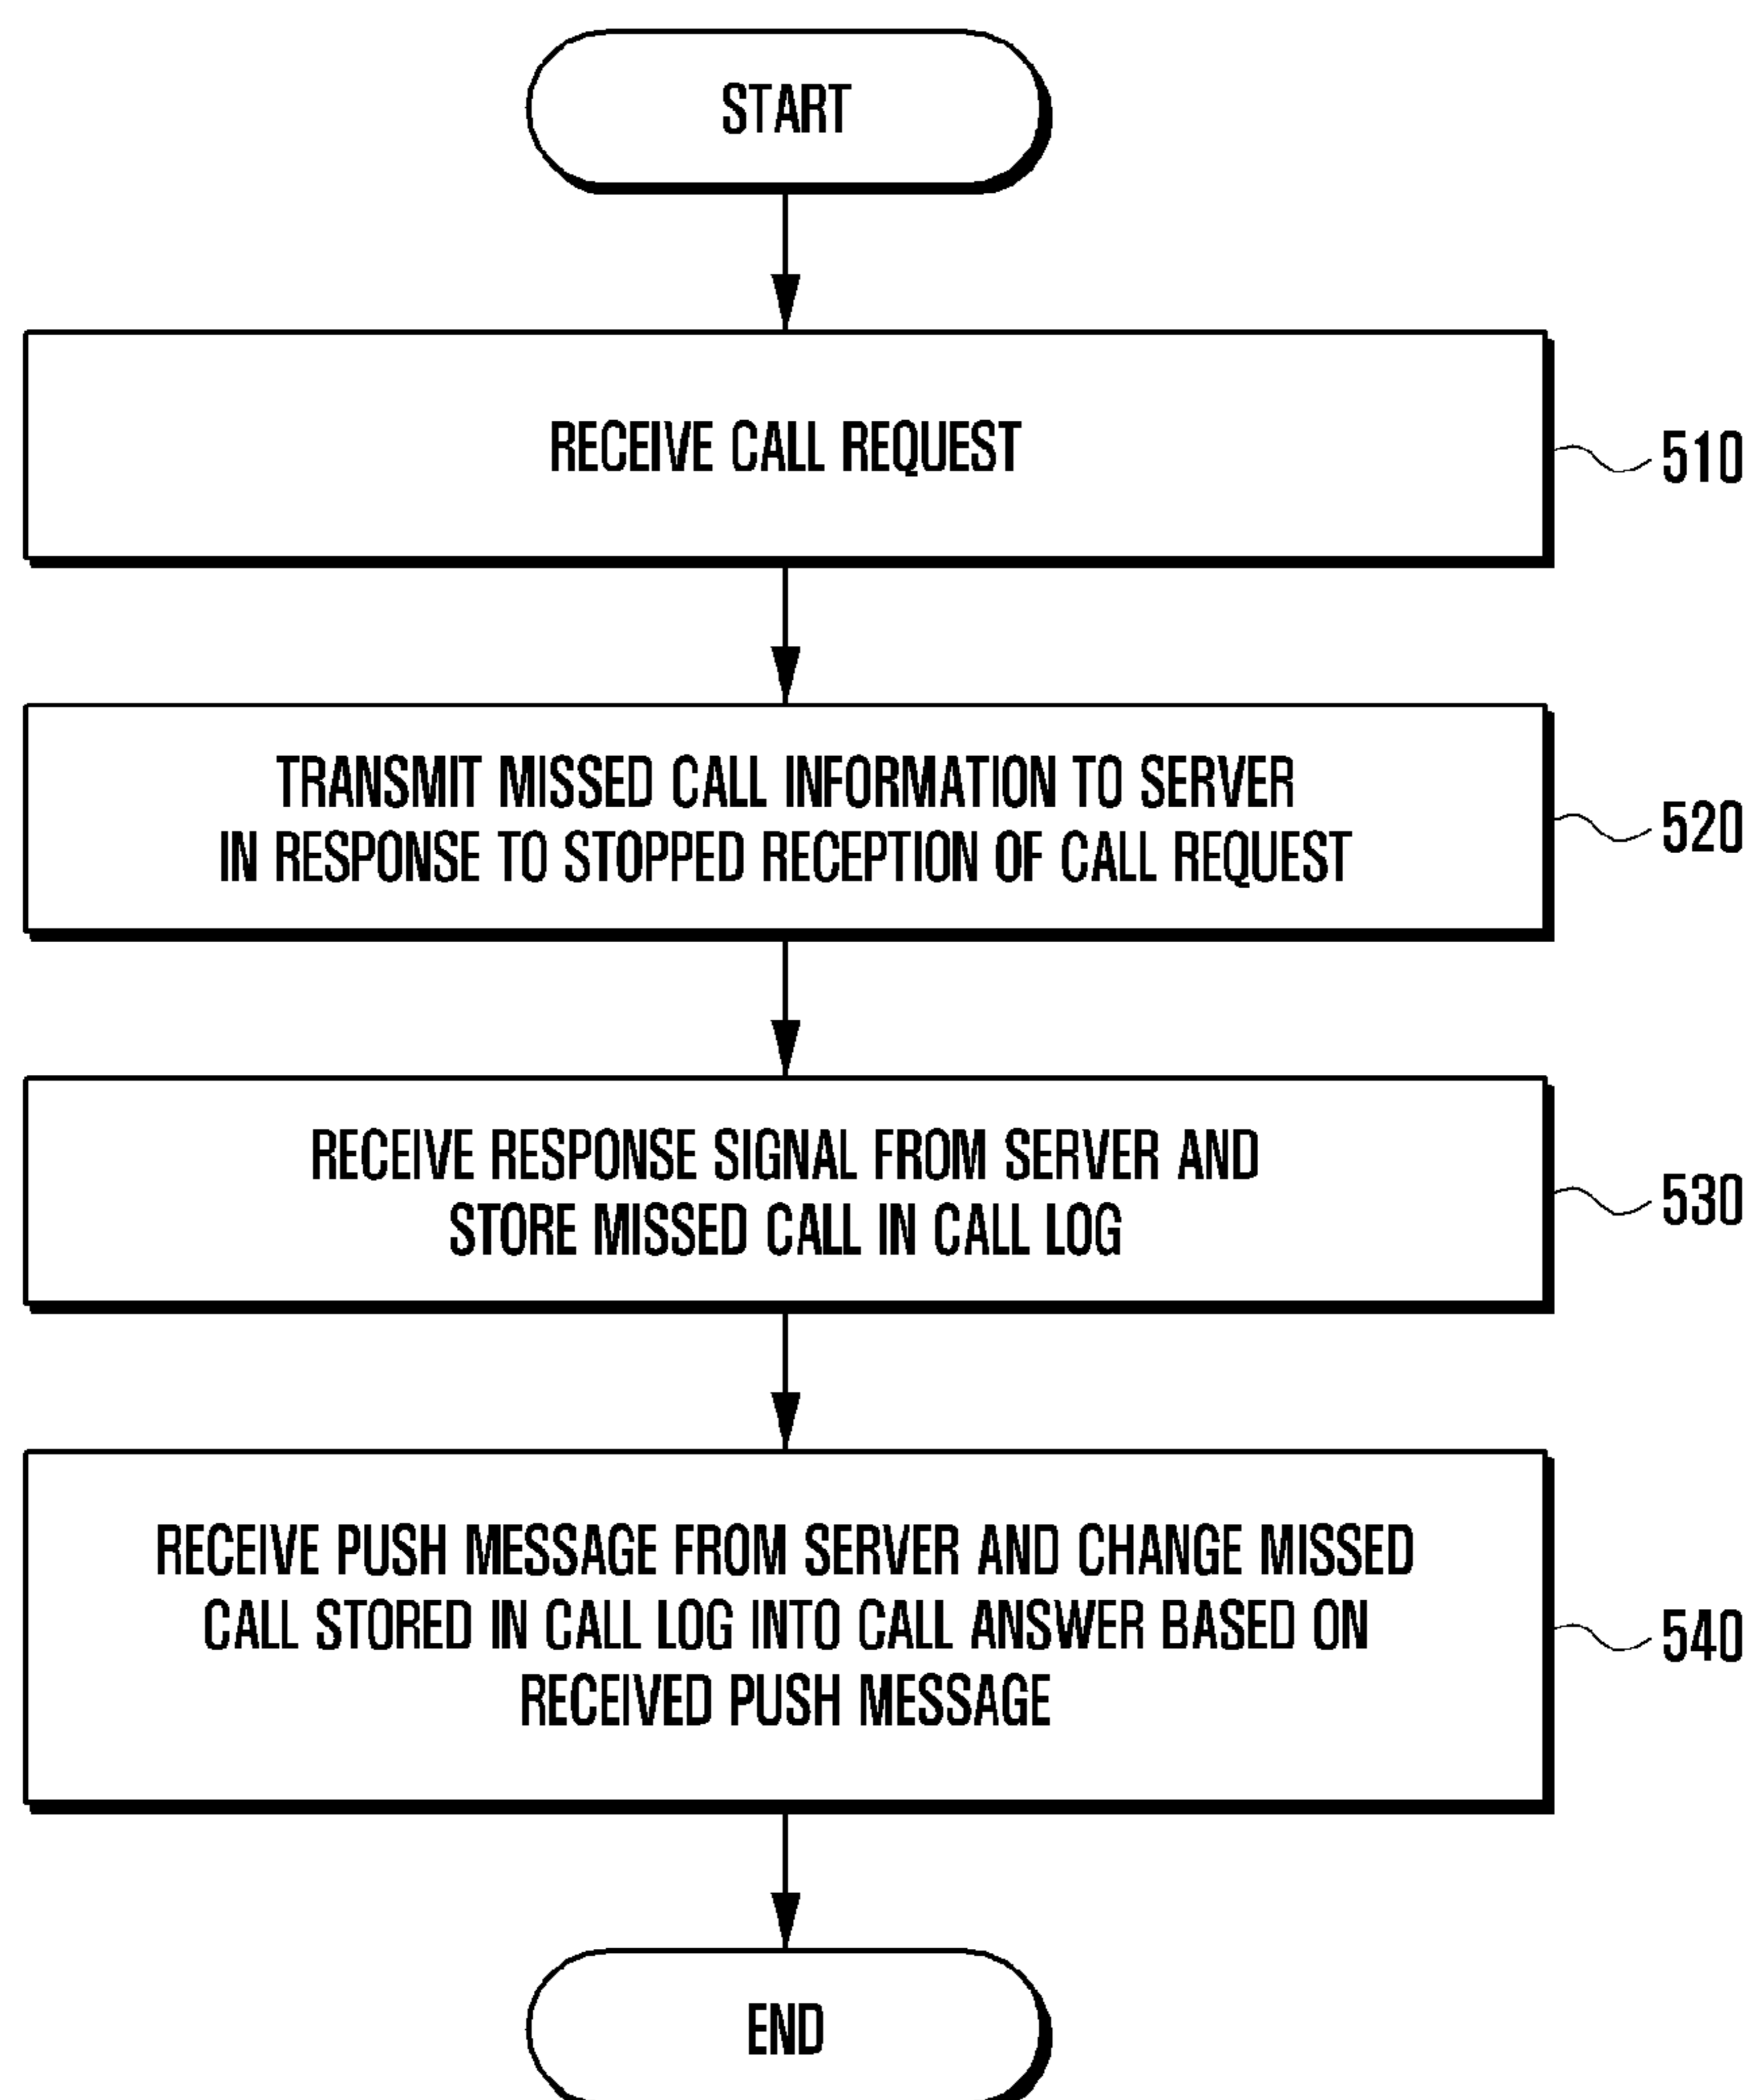 START
RECEIVE CALL REQUEST
510
TRANSMIT MISSED CALL INFORMATION TO SERVER
IN RESPONSE TO STOPPED RECEPTION OF CALL REQUEST
520
RECEIVE RESPONSE SIGNAL FROM SERVER AND
STORE MISSED CALL IN CALL LOG
530
RECEIVE PUSH MESSAGE FROM SERVER AND CHANGE MISSED
CALL STORED IN CALL LOG INTO CALL ANSWER BASED ON
RECEIVED PUSH MESSAGE
540
END